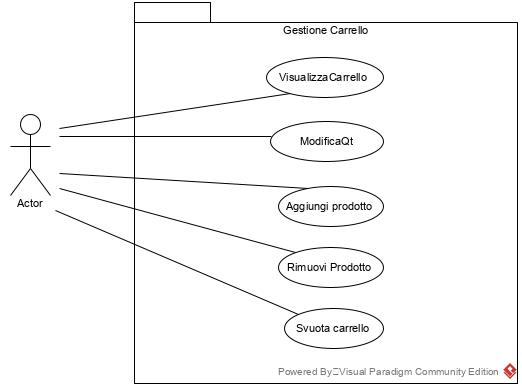 Gestione Carrello
VisualizzaCarrello
ModificaQt
Actor
Aggiungi prodotto
Rimuovi Prodotto
Svuota carrello
Powered By Visual Paradigm Community Edition